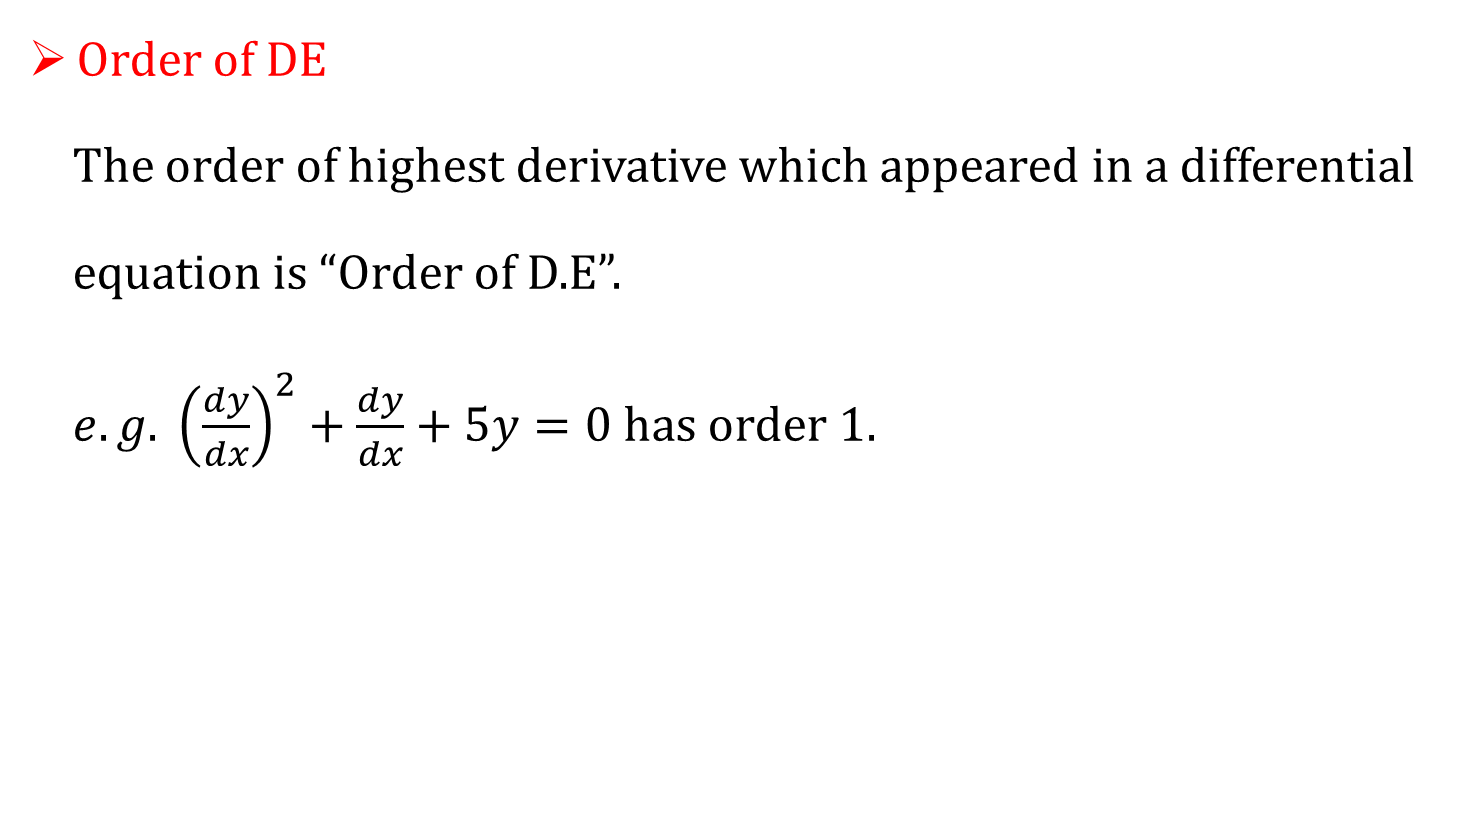 ➢ Order of DE
The order of highest derivative which appeared in a differential
equation is “Order of D.E”.
e.g. (dy/dx)² + dy/dx + 5y = 0 has order 1.